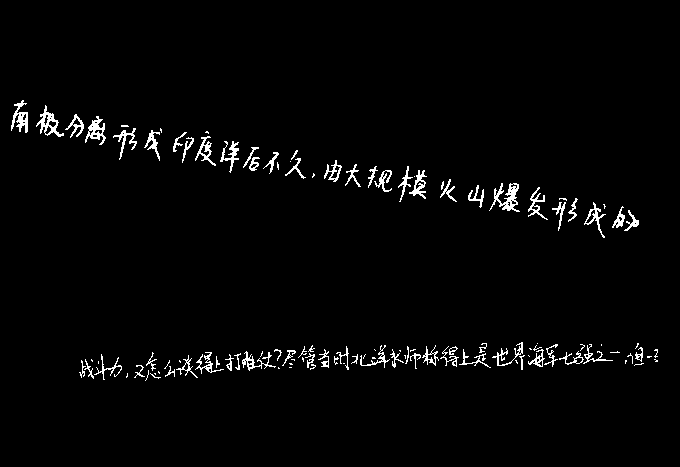 南极分离形成印度洋后不久,由大规模火山爆发形成的
战斗力,又怎么谈得上打胜仗?尽管当时北洋水师称得上是世界海军七强之一,但